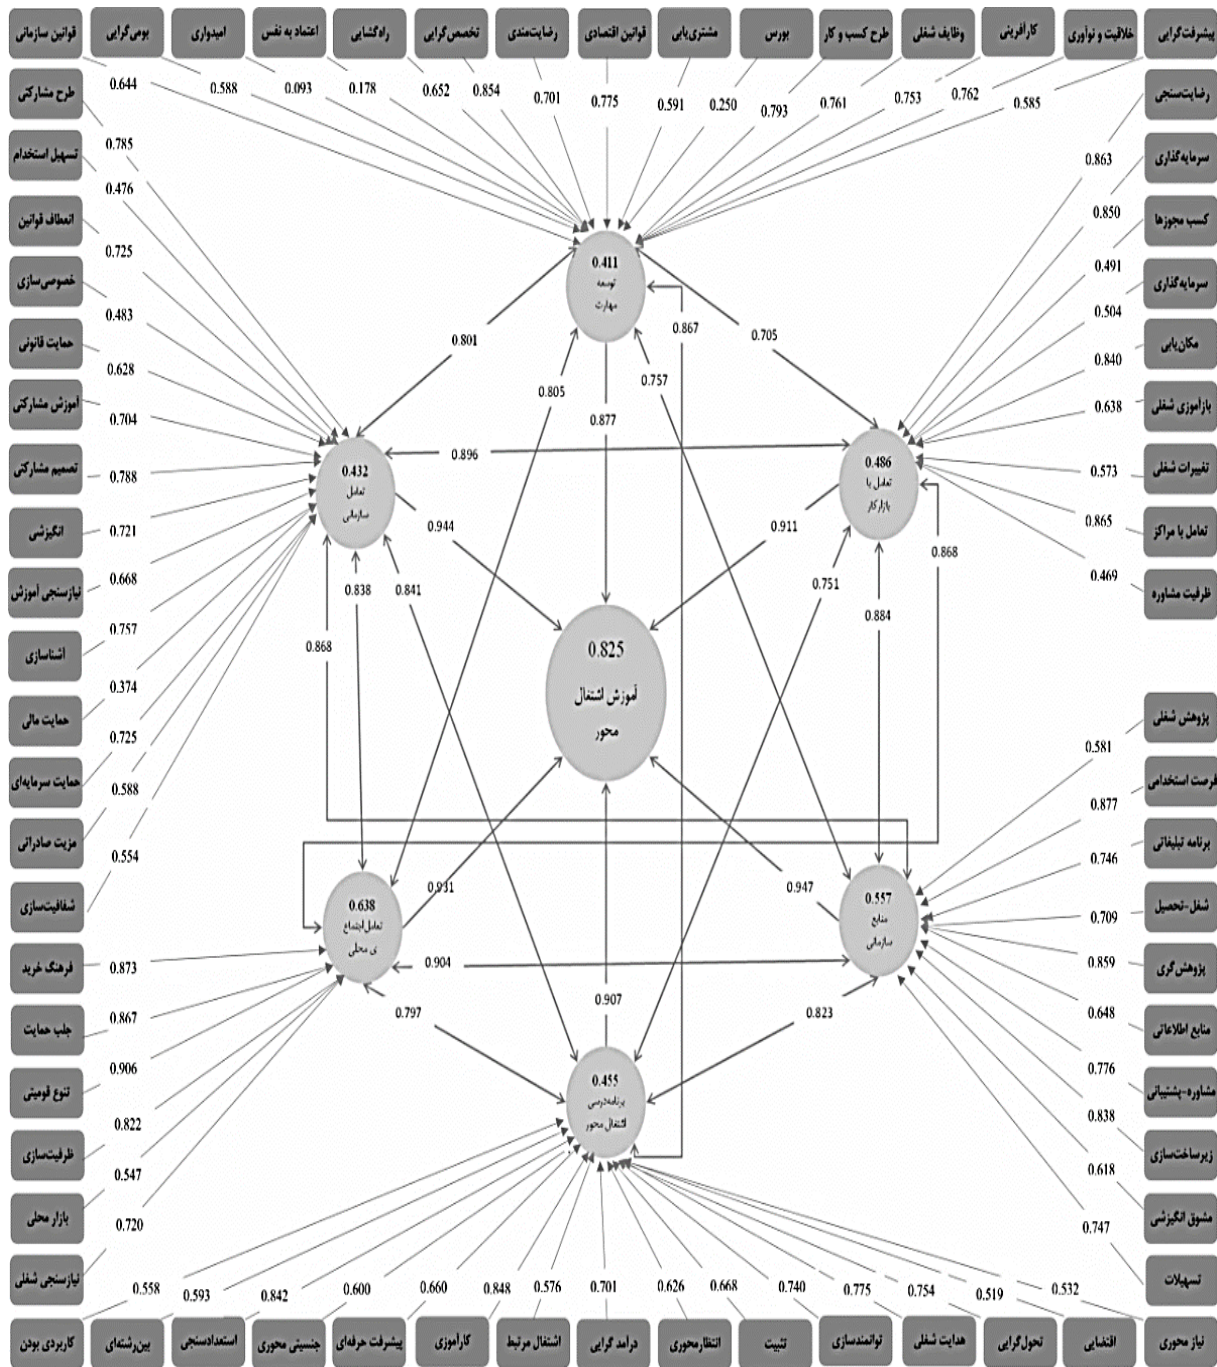 پیشرفت‌گرایی
خلاقیت و نوآوری
کارآفرینی
وظایف شغلی
طرح کسب و کار
بورس
مشتری‌یابی
قوانین اقتصادی
رضایت‌مندی
تخصص‌گرایی
راه‌گشایی
اعتماد به نفس
امیدواری
بومی‌گرایی
قوانین سازمانی
0.585
0.762
0.753
0.761
0.793
0.250
0.591
0.775
0.701
0.854
0.652
0.178
0.093
0.588
0.644
رضایت‌سنجی
سرمایه‌گذاری
کسب مجوزها
سرمایه‌گذاری
مکان‌یابی
بازآموزی شغلی
تغییرات شغلی
تعامل با مراکز
ظرفیت مشاوره
0.863
0.850
0.491
0.504
0.840
0.638
0.573
0.865
0.469
پژوهش شغلی
فرصت استخدامی
برنامه تبلیغاتی
شغل-تحصیل
پژوهش‌گری
منابع اطلاعاتی
مشاوره-پشتیبانی
زیرساخت‌سازی
مشوق انگیزشی
تسهیلات
0.581
0.877
0.746
0.709
0.859
0.648
0.776
0.838
0.618
0.747
طرح مشارکتی
تسهیل استخدام
انعطاف قوانین
خصوصی‌سازی
حمایت قانونی
آموزش مشارکتی
تصمیم مشارکتی
انگیزشی
نیازسنجی آموزش
آشناسازی
حمایت مالی
حمایت سرمایه‌ای
مزیت صادراتی
شفافیت‌سازی
0.785
0.476
0.725
0.483
0.628
0.704
0.788
0.721
0.668
0.757
0.374
0.725
0.588
0.554
فرهنگ خرید
جلب حمایت
تنوع قومیتی
ظرفیت‌سازی
بازار محلی
نیازسنجی شغلی
0.873
0.867
0.906
0.822
0.547
0.720
0.411
توسعه
مهارت
0.486
تعامل با
بازارکار
0.432
تعامل
سازمانی
0.825
آموزش اشتغال
محور
0.557
منابع
سازمانی
0.638
تعامل‌اجتماع
ی محلی
0.455
برنامه‌درسی
اشتغال محور
0.801
0.705
0.867
0.805
0.757
0.877
0.896
0.944
0.911
0.868
0.838
0.841
0.751
0.884
0.868
0.931
0.947
0.904
0.907
0.797
0.823
0.532
0.519
0.754
0.775
0.740
0.668
0.626
0.701
0.576
0.848
0.660
0.600
0.842
0.593
0.558
نیاز محوری
اقتضایی
تحول‌گرایی
هدایت شغلی
توانمندسازی
تثبیت
انتظارمحوری
درآمد گرایی
اشتغال مرتبط
کارآموزی
پیشرفت حرفه‌ای
جنسیتی محوری
استعدادسنجی
بین‌رشته‌ای
کاربردی بودن